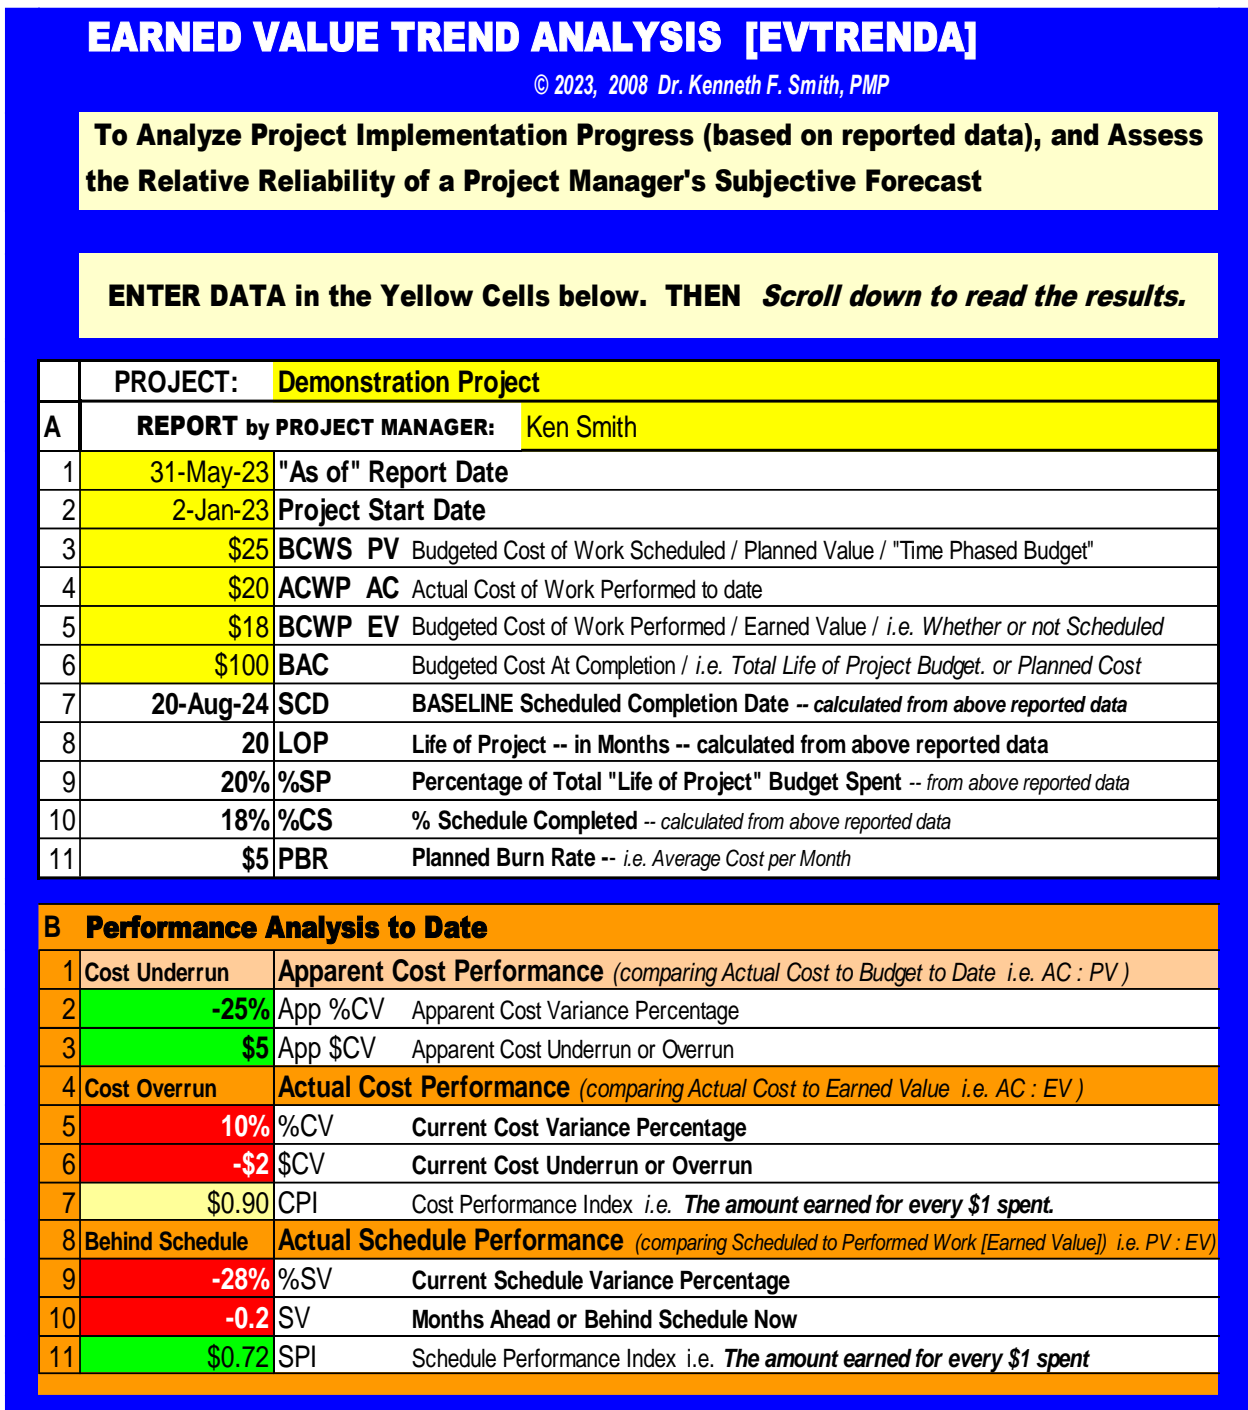 EARNED VALUE TREND ANALYSIS [EVTRENDA]
© 2023, 2008 Dr. Kenneth F. Smith, PMP
To Analyze Project Implementation Progress (based on reported data), and Assess
the Relative Reliability of a Project Manager's Subjective Forecast
ENTER DATA in the Yellow Cells below. THEN Scroll down to read the results.
PROJECT: Demonstration Project
A REPORT by PROJECT MANAGER: Ken Smith
1 31-May-23 "As of" Report Date
2 2-Jan-23 Project Start Date
3 $25 BCWS PV Budgeted Cost of Work Scheduled / Planned Value / "Time Phased Budget"
4 $20 ACWP AC Actual Cost of Work Performed to date
5 $18 BCWP EV Budgeted Cost of Work Performed / Earned Value / i.e. Whether or not Scheduled
6 $100 BAC Budgeted Cost At Completion / i.e. Total Life of Project Budget. or Planned Cost
7 20-Aug-24 SCD BASELINE Scheduled Completion Date -- calculated from above reported data
8 20 LOP Life of Project -- in Months -- calculated from above reported data
9 20% %SP Percentage of Total "Life of Project" Budget Spent -- from above reported data
10 18% %CS % Schedule Completed -- calculated from above reported data
11 $5 PBR Planned Burn Rate -- i.e. Average Cost per Month
B Performance Analysis to Date
1 Cost Underrun Apparent Cost Performance (comparing Actual Cost to Budget to Date i.e. AC : PV )
2 -25% App %CV Apparent Cost Variance Percentage
3 $5 App $CV Apparent Cost Underrun or Overrun
4 Cost Overrun Actual Cost Performance (comparing Actual Cost to Earned Value i.e. AC : EV )
5 10% %CV Current Cost Variance Percentage
6 -$2 $CV Current Cost Underrun or Overrun
7 $0.90 CPI Cost Performance Index i.e. The amount earned for every $1 spent.
8 Behind Schedule Actual Schedule Performance (comparing Scheduled to Performed Work [Earned Value]) i.e. PV : EV)
9 -28% %SV Current Schedule Variance Percentage
10 -0.2 SV Months Ahead or Behind Schedule Now
11 $0.72 SPI Schedule Performance Index i.e. The amount earned for every $1 spent